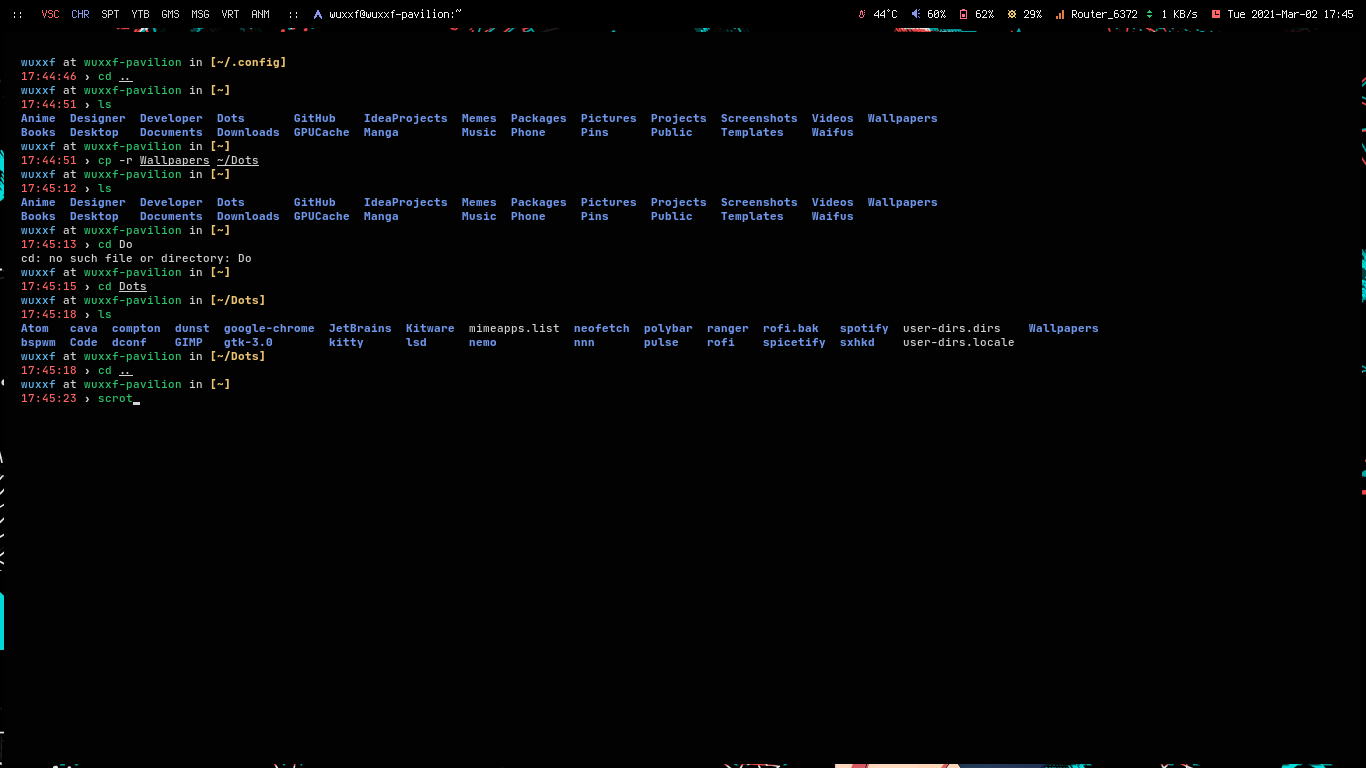 :: VSC CHR SPT YTB GMS MSG VRT ANM :: wuxxf@wuxxf-pavilion:~ 44°C 60% 62% 29% Router_6372 1 KB/s Tue 2021-Mar-02 17:45
wuxxf at wuxxf-pavilion in [~/.config]
17:44:46 › cd ..
wuxxf at wuxxf-pavilion in [~]
17:44:51 › ls
Anime Designer Developer Dots GitHub IdeaProjects Memes Packages Pictures Projects Screenshots Videos Wallpapers
Books Desktop Documents Downloads GPUCache Manga Music Phone Pins Public Templates Waifus
wuxxf at wuxxf-pavilion in [~]
17:44:51 › cp -r Wallpapers ~/Dots
wuxxf at wuxxf-pavilion in [~]
17:45:12 › ls
Anime Designer Developer Dots GitHub IdeaProjects Memes Packages Pictures Projects Screenshots Videos Wallpapers
Books Desktop Documents Downloads GPUCache Manga Music Phone Pins Public Templates Waifus
wuxxf at wuxxf-pavilion in [~]
17:45:13 › cd Do
cd: no such file or directory: Do
wuxxf at wuxxf-pavilion in [~]
17:45:15 › cd Dots
wuxxf at wuxxf-pavilion in [~/Dots]
17:45:18 › ls
Atom cava compton dunst google-chrome JetBrains Kitware mimeapps.list neofetch polybar ranger rofi.bak spotify user-dirs.dirs Wallpapers
bspwm Code dconf GIMP gtk-3.0 kitty lsd nemo nnn pulse rofi spicetify sxhkd user-dirs.locale
wuxxf at wuxxf-pavilion in [~/Dots]
17:45:18 › cd ..
wuxxf at wuxxf-pavilion in [~]
17:45:23 › scrot